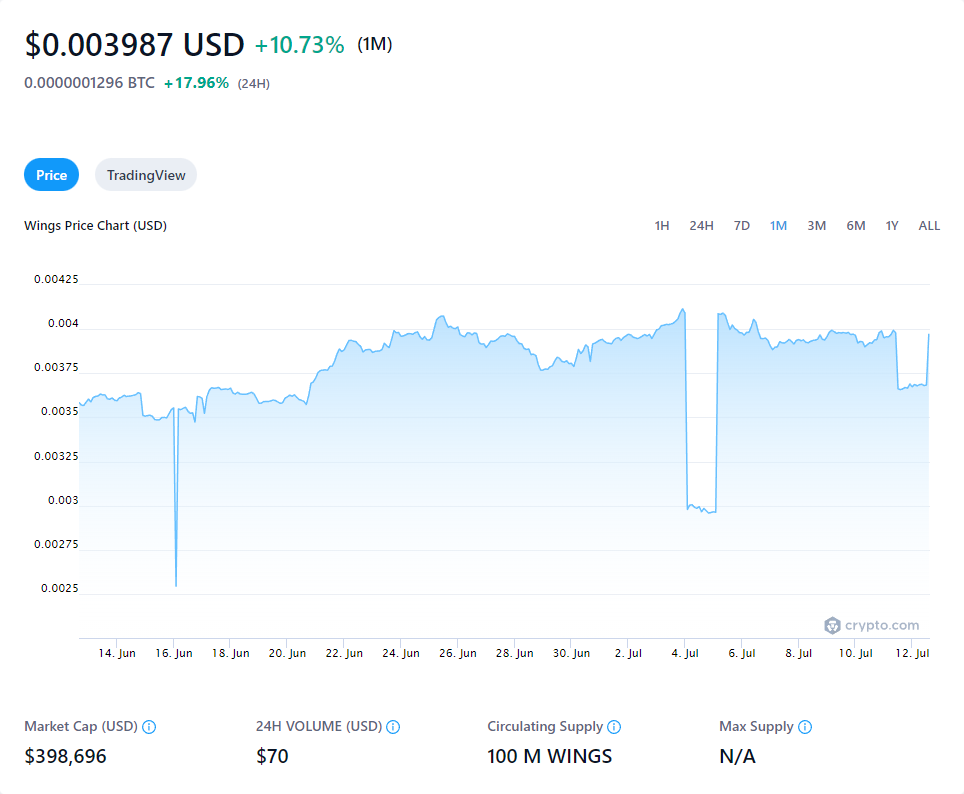 $0.003987 USD +10.73% (1M)
0.0000001296 BTC +17.96% (24H)
Price TradingView
Wings Price Chart (USD) 1H 24H 7D 1M 3M 6M 1Y ALL
0.00425
0.004
0.00375
0.0035
0.00325
0.003
0.00275
0.0025
crypto.com
14. Jun 16. Jun 18. Jun 20. Jun 22. Jun 24. Jun 26. Jun 28. Jun 30. Jun 2. Jul 4. Jul 6. Jul 8. Jul 10. Jul 12. Jul
Market Cap (USD) 24H VOLUME (USD) Circulating Supply Max Supply
$398,696 $70 100 M WINGS N/A